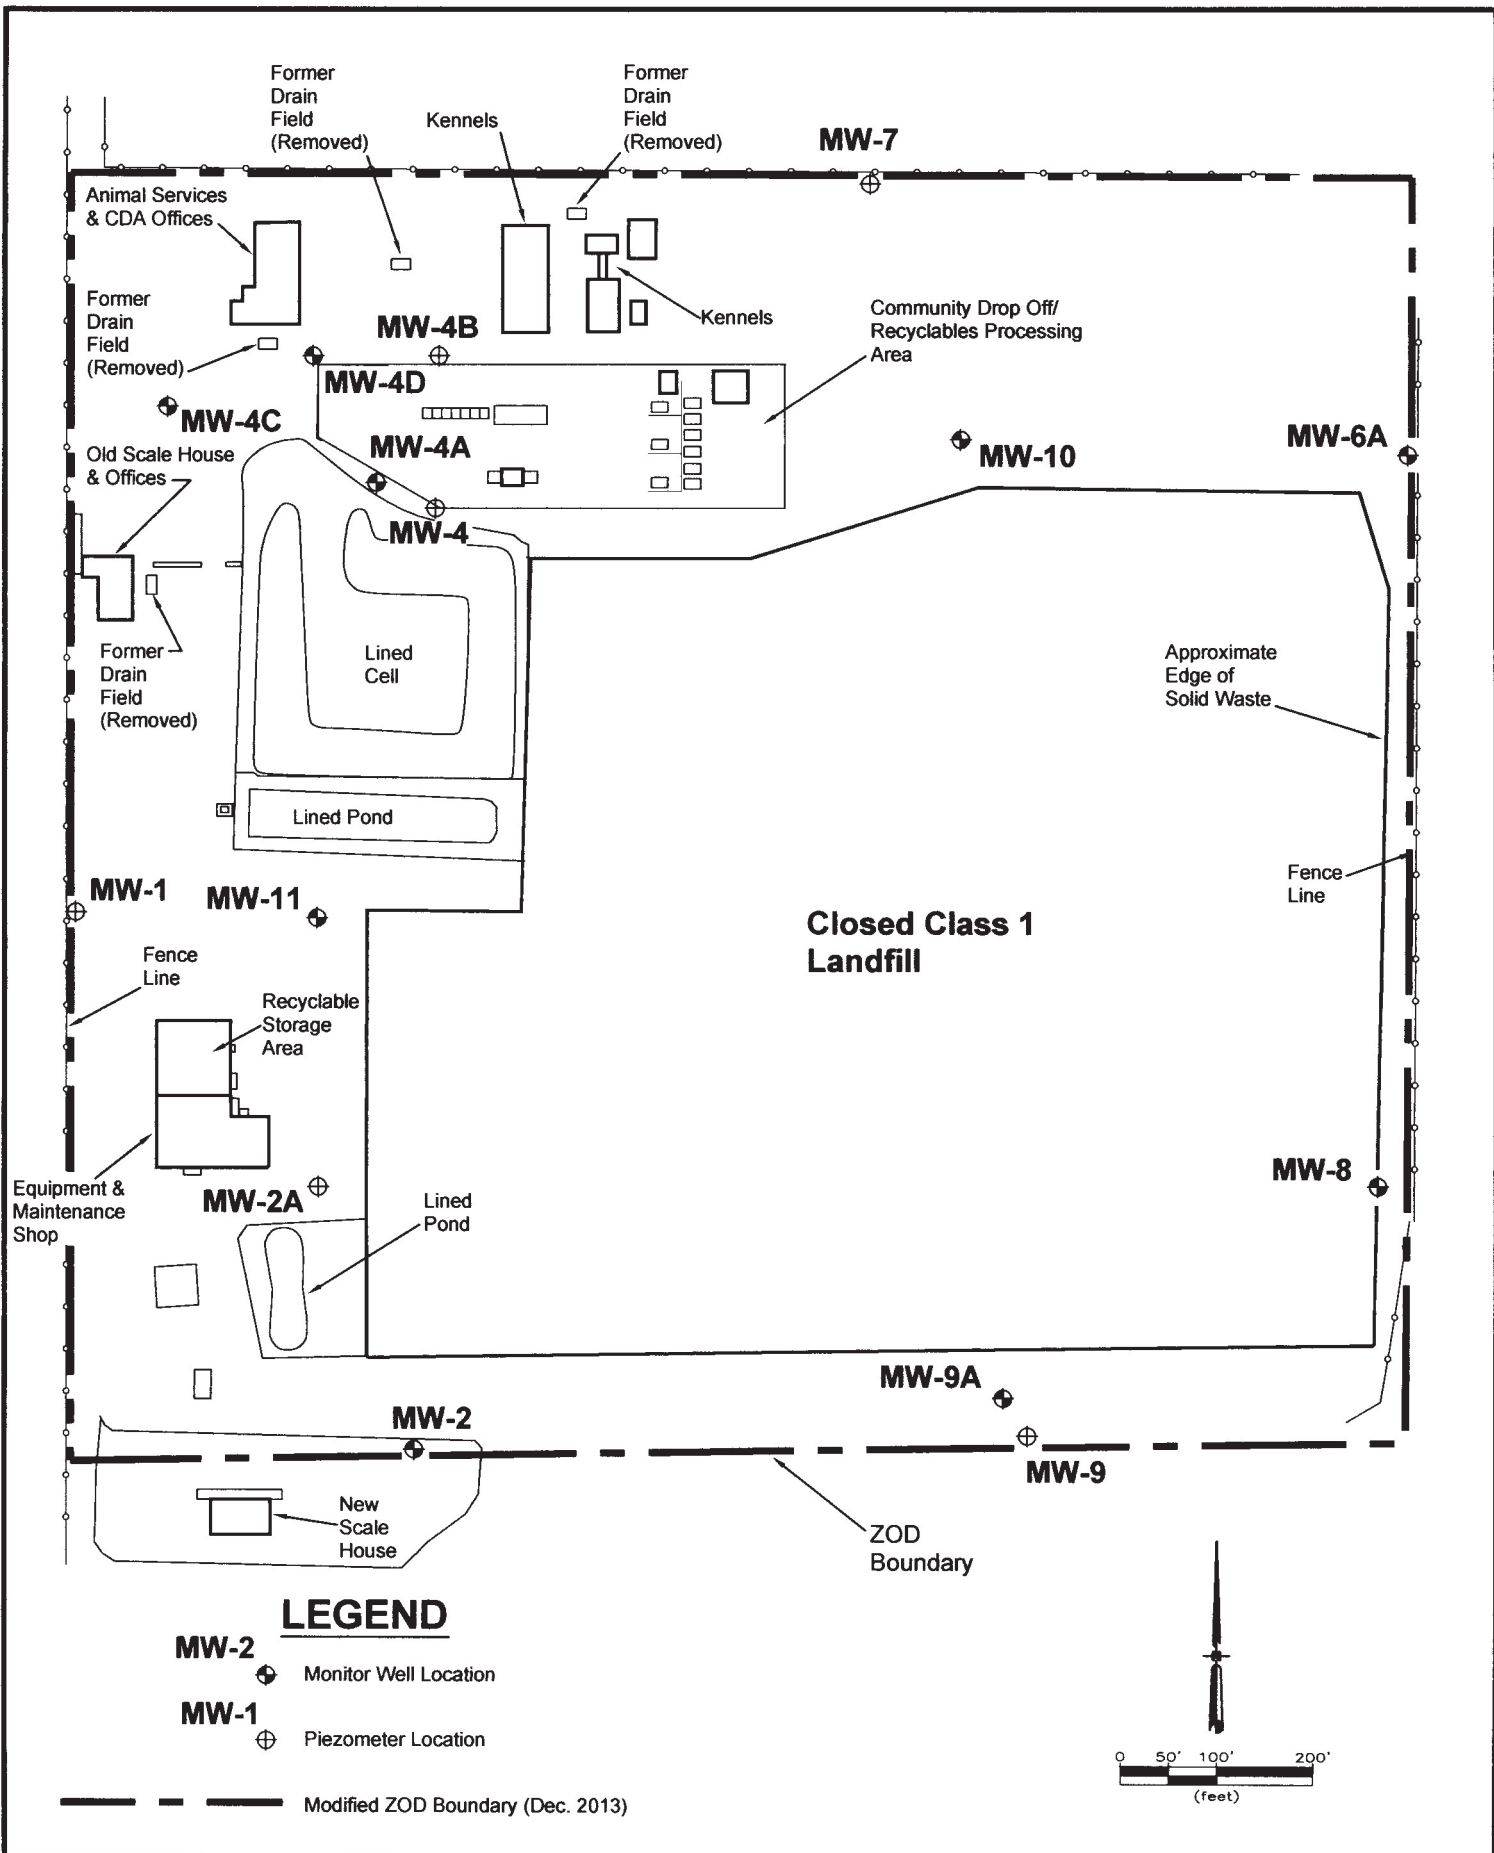 Former
Drain
Field
(Removed)
Kennels
Former
Drain
Field
(Removed)
MW-7
Animal Services
& CDA Offices
Former
Drain
Field
(Removed)
MW-4B
Kennels
Community Drop Off/
Recyclables Processing
Area
MW-4D
MW-4C
MW-4A
MW-10
MW-6A
Old Scale House
& Offices
MW-4
Former
Drain
Field
(Removed)
Lined
Cell
Approximate
Edge of
Solid Waste
Lined Pond
Fence
Line
MW-1
MW-11
Closed Class 1
Landfill
Fence
Line
Recyclable
Storage
Area
MW-8
Equipment &
Maintenance
Shop
MW-2A
Lined
Pond
MW-9A
MW-2
MW-9
New
Scale
House
ZOD
Boundary
LEGEND
MW-2
Monitor Well Location
MW-1
Piezometer Location
0 50' 100' 200'
(feet)
Modified ZOD Boundary (Dec. 2013)